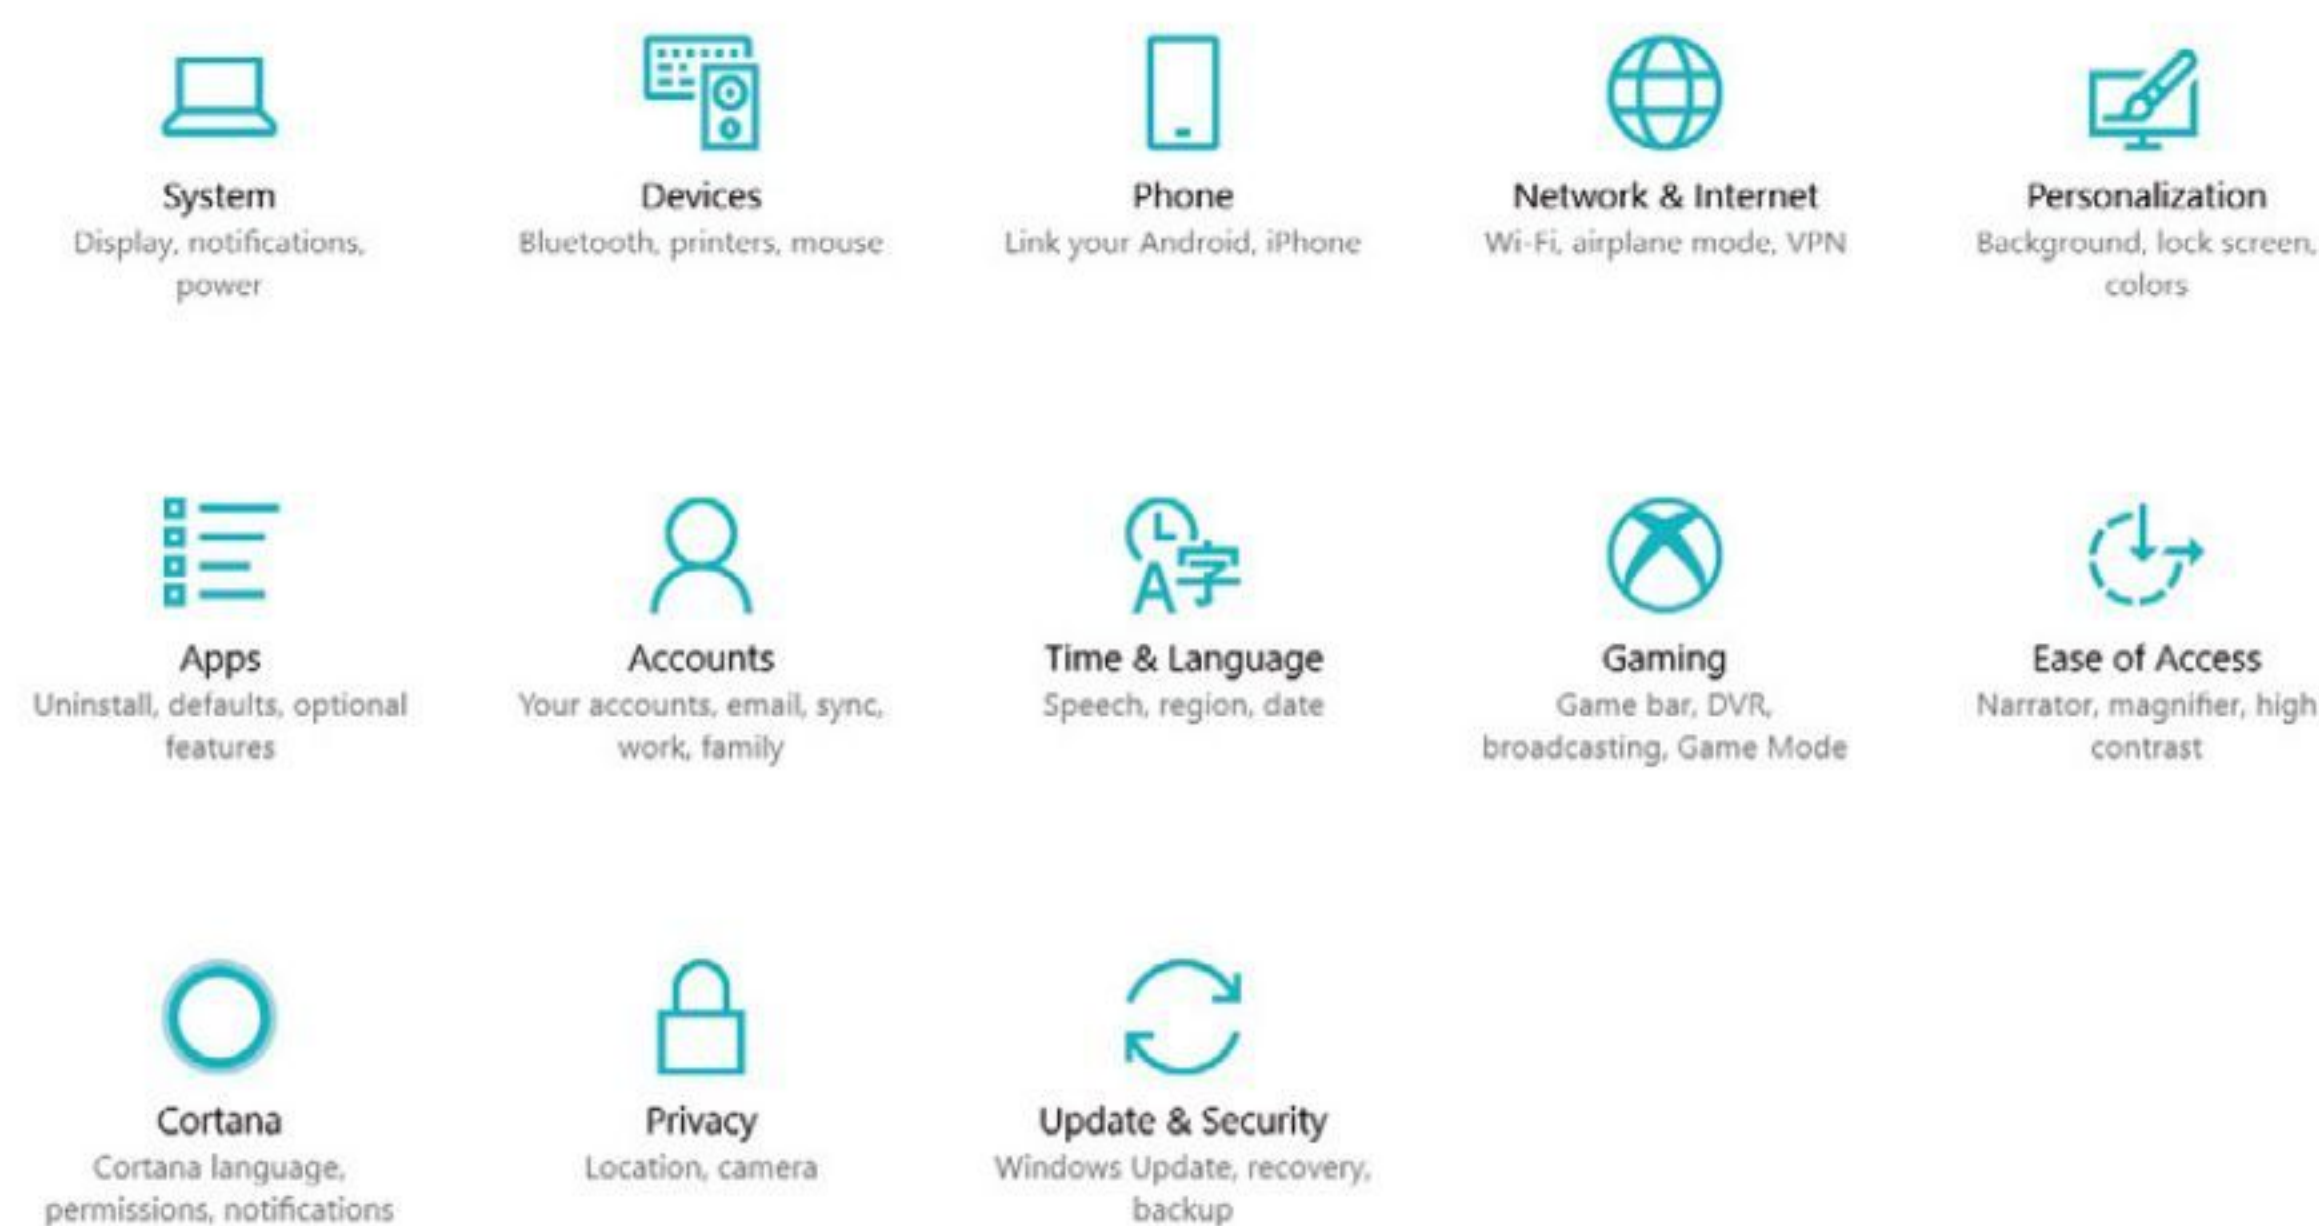 System
Display, notifications,
power
Devices
Bluetooth, printers, mouse
Phone
Link your Android, iPhone
Network & Internet
Wi-Fi, airplane mode, VPN
Personalization
Background, lock screen,
colors
Apps
Uninstall, defaults, optional
features
Accounts
Your accounts, email, sync,
work, family
A字
Time & Language
Speech, region, date
Gaming
Game bar, DVR,
broadcasting, Game Mode
Ease of Access
Narrator, magnifier, high
contrast
Cortana
Cortana language,
permissions, notifications
Privacy
Location, camera
Update & Security
Windows Update, recovery,
backup